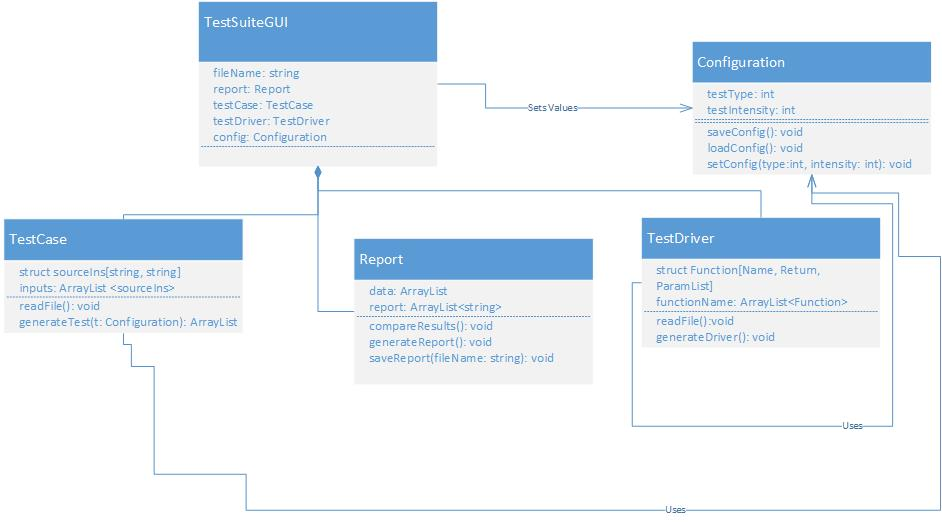 TestSuiteGUI
fileName: string
report: Report
testCase: TestCase
testDriver: TestDriver
config: Configuration
Sets Values
Configuration
testType: int
testIntensity: int
saveConfig(): void
loadConfig(): void
setConfig(type:int, intensity: int): void
TestCase
struct sourceIns[string, string]
inputs: ArrayList <sourceIns>
readFile(): void
generateTest(t: Configuration): ArrayList
Report
data: ArrayList
report: ArrayList<string>
compareResults(): void
generateReport(): void
saveReport(fileName: string): void
TestDriver
struct Function[Name, Return,
ParamList]
functionName: ArrayList<Function>
readFile():void
generateDriver(): void
Uses
Uses